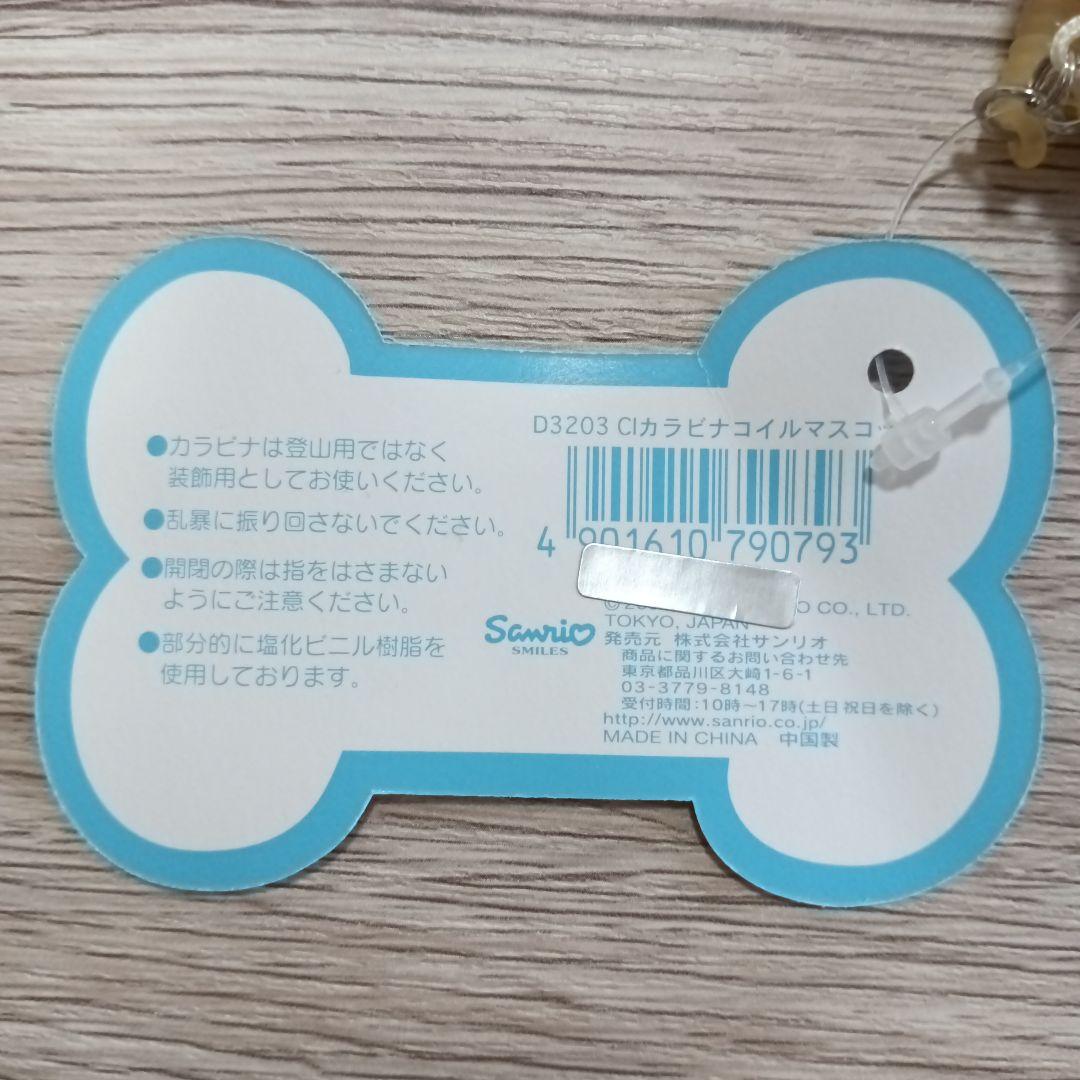 ●カラビナは登山用ではなく
装飾用としてお使いください。
●乱暴に振り回さないでください。
●開閉の際は指をはさまない
ようにご注意ください。
●部分的に塩化ビニル樹脂を
使用しております。
D3203 CIカラビナコイルマスコ
4 901610 790793
CO., LTD.
TOKYO, JAPAN
Sanrio
SMILES
発売元 株式会社サンリオ
商品に関するお問い合わせ先
東京都品川区大崎1-6-1
03-3779-8148
受付時間:10時〜17時(土日祝日を除く)
http://www.sanrio.co.jp/
MADE IN CHINA 中国製